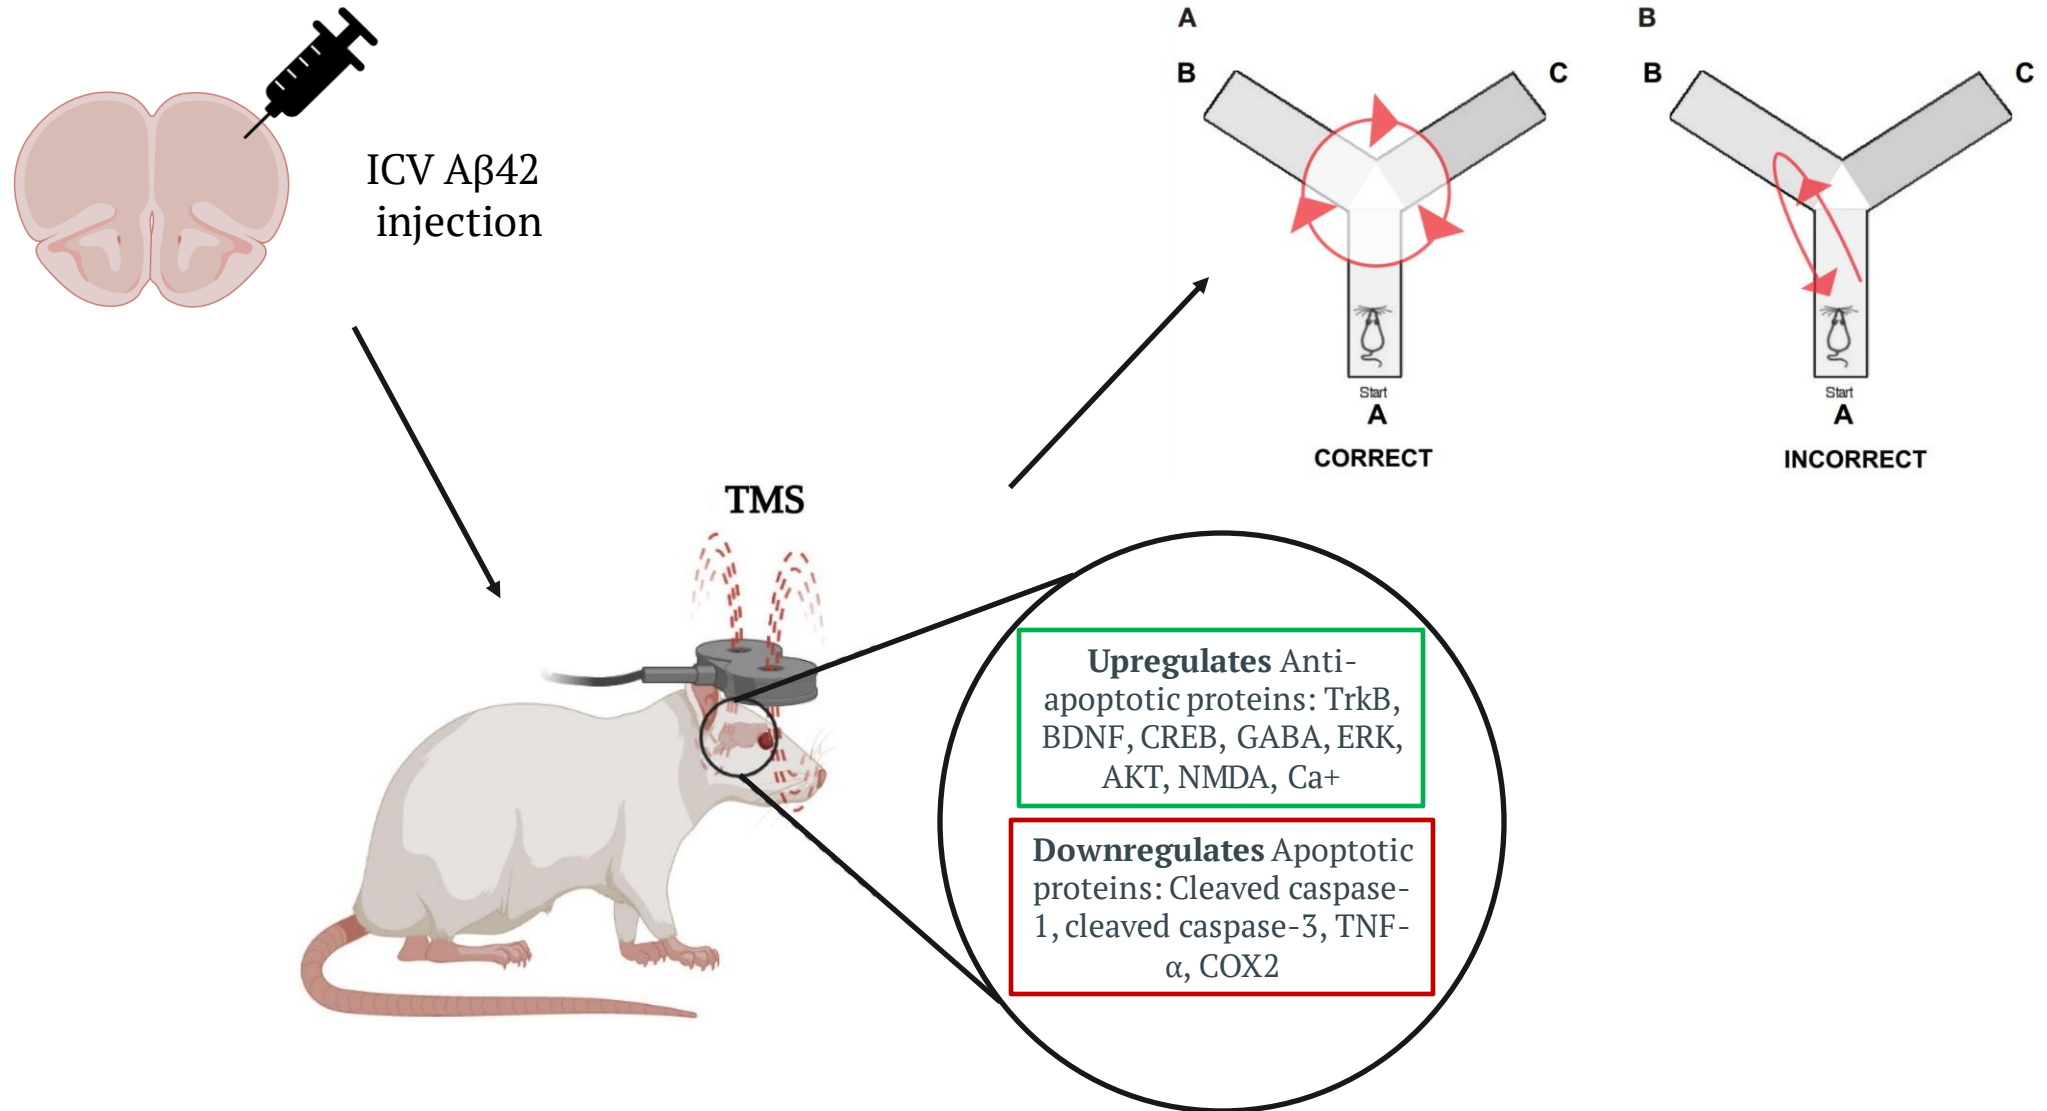 ICV Aβ42
injection
A
B
C
Start
A
CORRECT
B
B
C
Start
A
INCORRECT
TMS
Upregulates Anti-
apoptotic proteins: TrkB,
BDNF, CREB, GABA, ERK,
AKT, NMDA, Ca+
Downregulates Apoptotic
proteins: Cleaved caspase-
1, cleaved caspase-3, TNF-
α, COX2